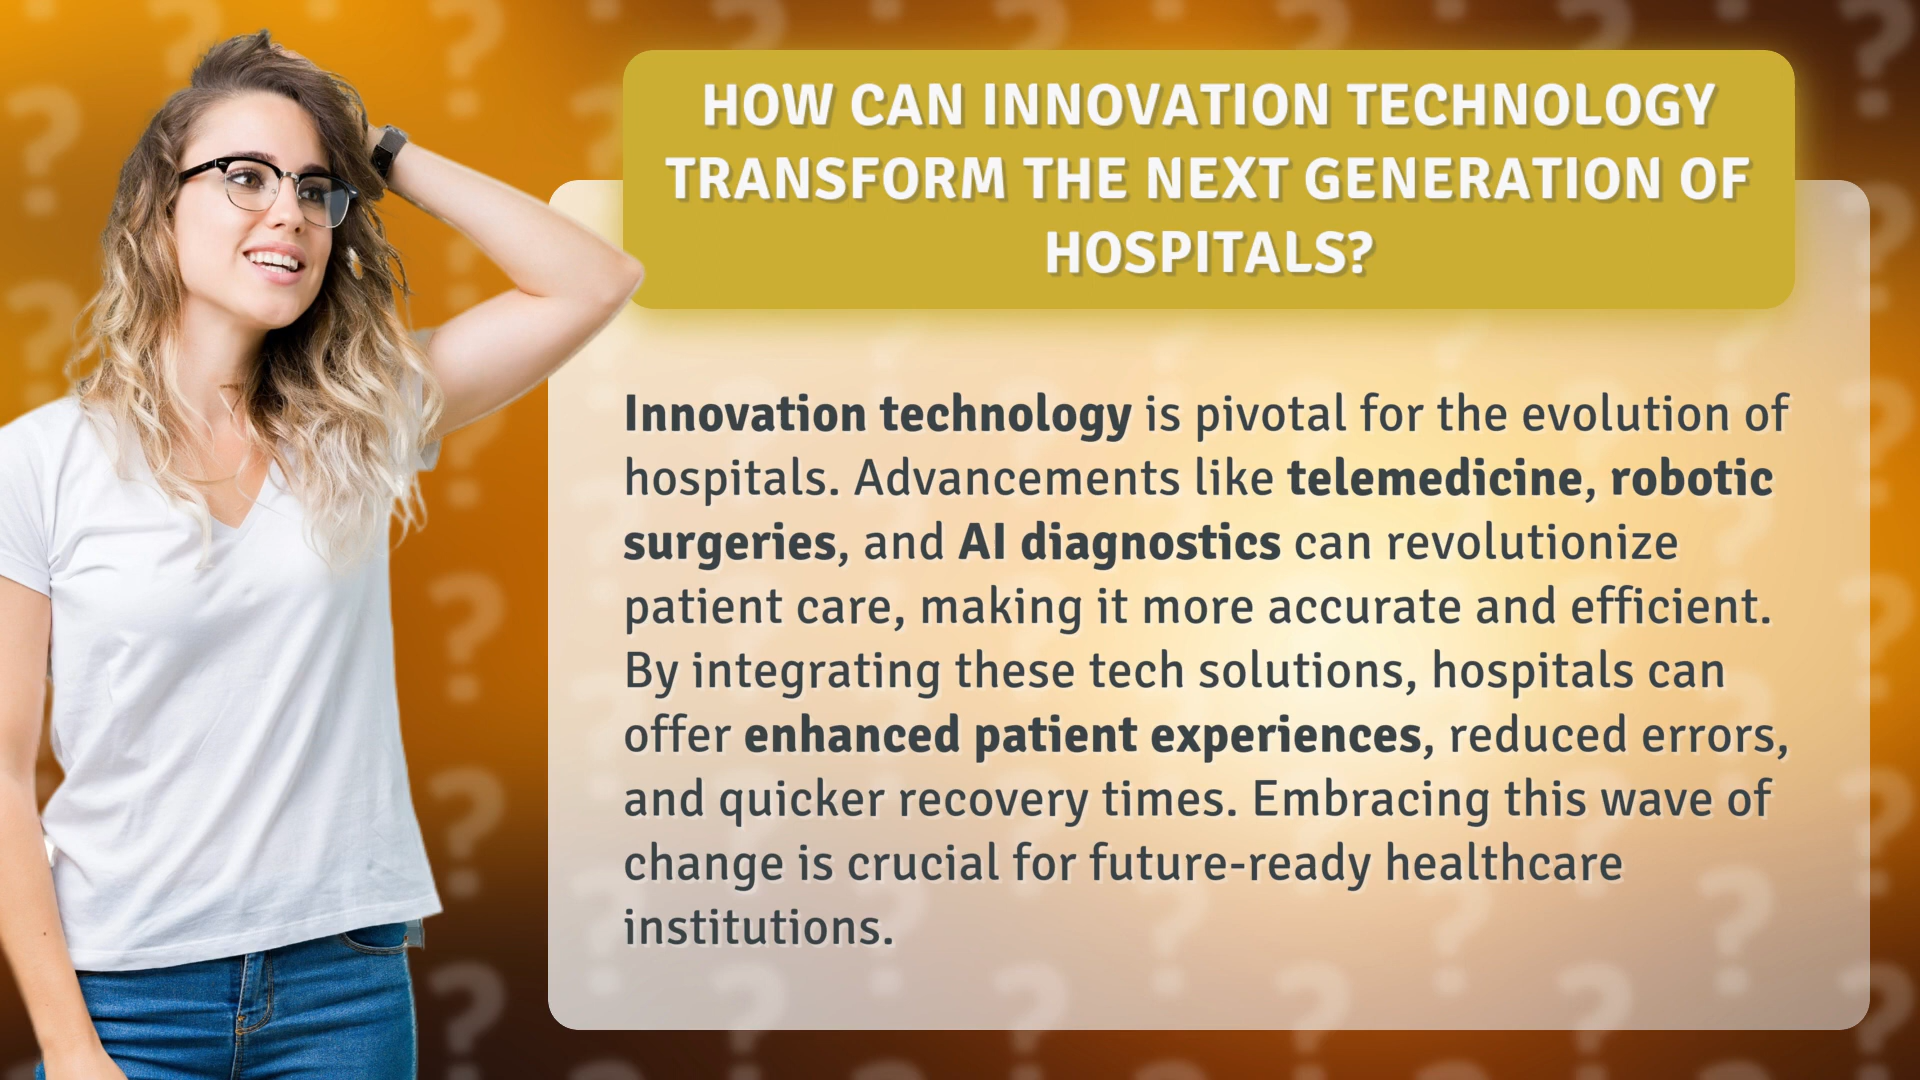 HOW CAN INNOVATION TECHNOLOGY
TRANSFORM THE NEXT GENERATION OF
HOSPITALS?
Innovation technology is pivotal for the evolution of
hospitals. Advancements like telemedicine, robotic
surgeries, and AI diagnostics can revolutionize
patient care, making it more accurate and efficient.
By integrating these tech solutions, hospitals can
offer enhanced patient experiences, reduced errors,
and quicker recovery times. Embracing this wave of
change is crucial for future-ready healthcare
institutions.